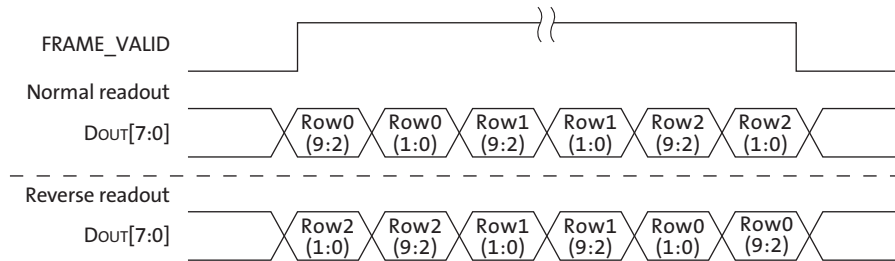 FRAME_VALID
Normal readout
DOUT[7:0]
Row0 Row0 Row1 Row1 Row2 Row2
(9:2) (1:0) (9:2) (1:0) (9:2) (1:0)
Reverse readout
DOUT[7:0]
Row2 Row2 Row1 Row1 Row0 Row0
(1:0) (9:2) (1:0) (9:2) (1:0) (9:2)